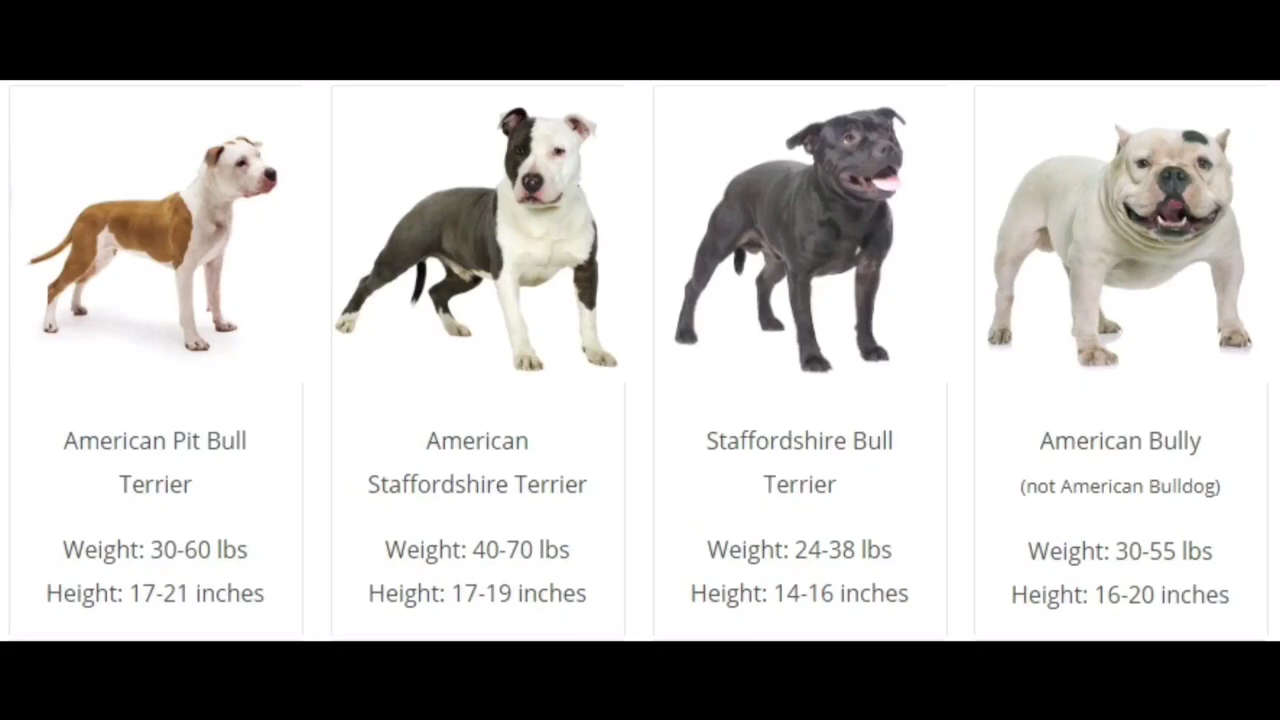 American Pit Bull
Terrier
Weight: 30-60 lbs
Height: 17-21 inches
American
Staffordshire Terrier
Weight: 40-70 lbs
Height: 17-19 inches
Staffordshire Bull
Terrier
Weight: 24-38 lbs
Height: 14-16 inches
American Bully
(not American Bulldog)
Weight: 30-55 lbs
Height: 16-20 inches